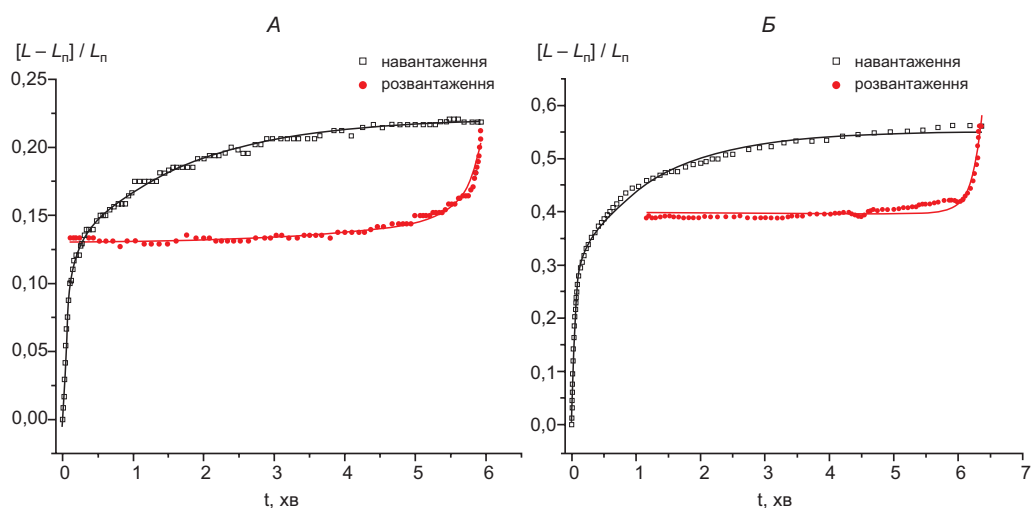 А
[L – Lп] / Lп
навантаження
розвантаження
0,25
0,20
0,15
0,10
0,05
0,00
0 1 2 3 4 5 6
t, хв
Б
[L – Lп] / Lп
навантаження
розвантаження
0,6
0,5
0,4
0,3
0,2
0,1
0,0
0 1 2 3 4 5 6 7
t, хв